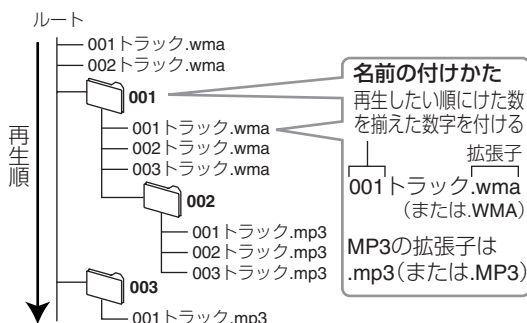 ルート
001トラック.wma
002トラック.wma
001
001トラック.wma
002トラック.wma
003トラック.wma
002
001トラック.mp3
002トラック.mp3
003トラック.mp3
003
001トラック.mp3
再生順
名前の付けかた
再生したい順にけた数
を揃えた数字を付ける
拡張子
001トラック.wma
(または.WMA)
MP3の拡張子は
.mp3(または.MP3)